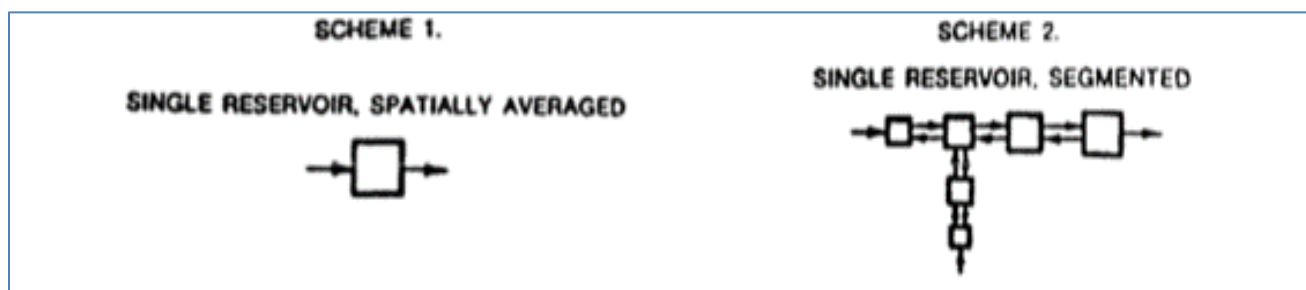 SCHEME 1.
SINGLE RESERVOIR, SPATIALLY AVERAGED
SCHEME 2.
SINGLE RESERVOIR, SEGMENTED